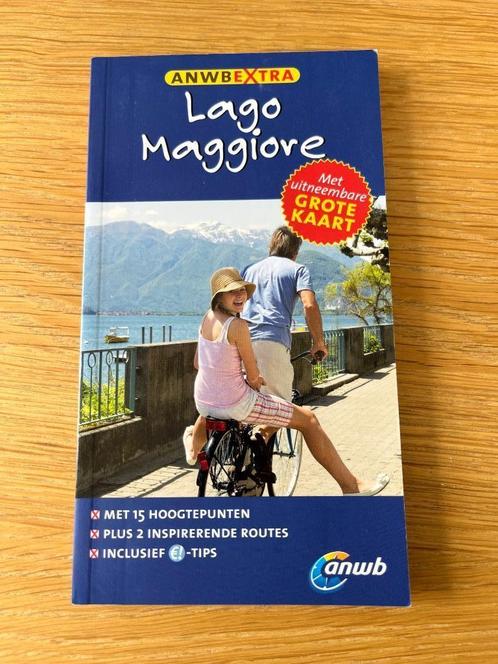 ANWBEXTRA
Lago
Maggiore
Met
uitneembare
GROTE
KAART
MET 15 HOOGTEPUNTEN
PLUS 2 INSPIRERENDE ROUTES
INCLUSIEF €!-TIPS
anwb